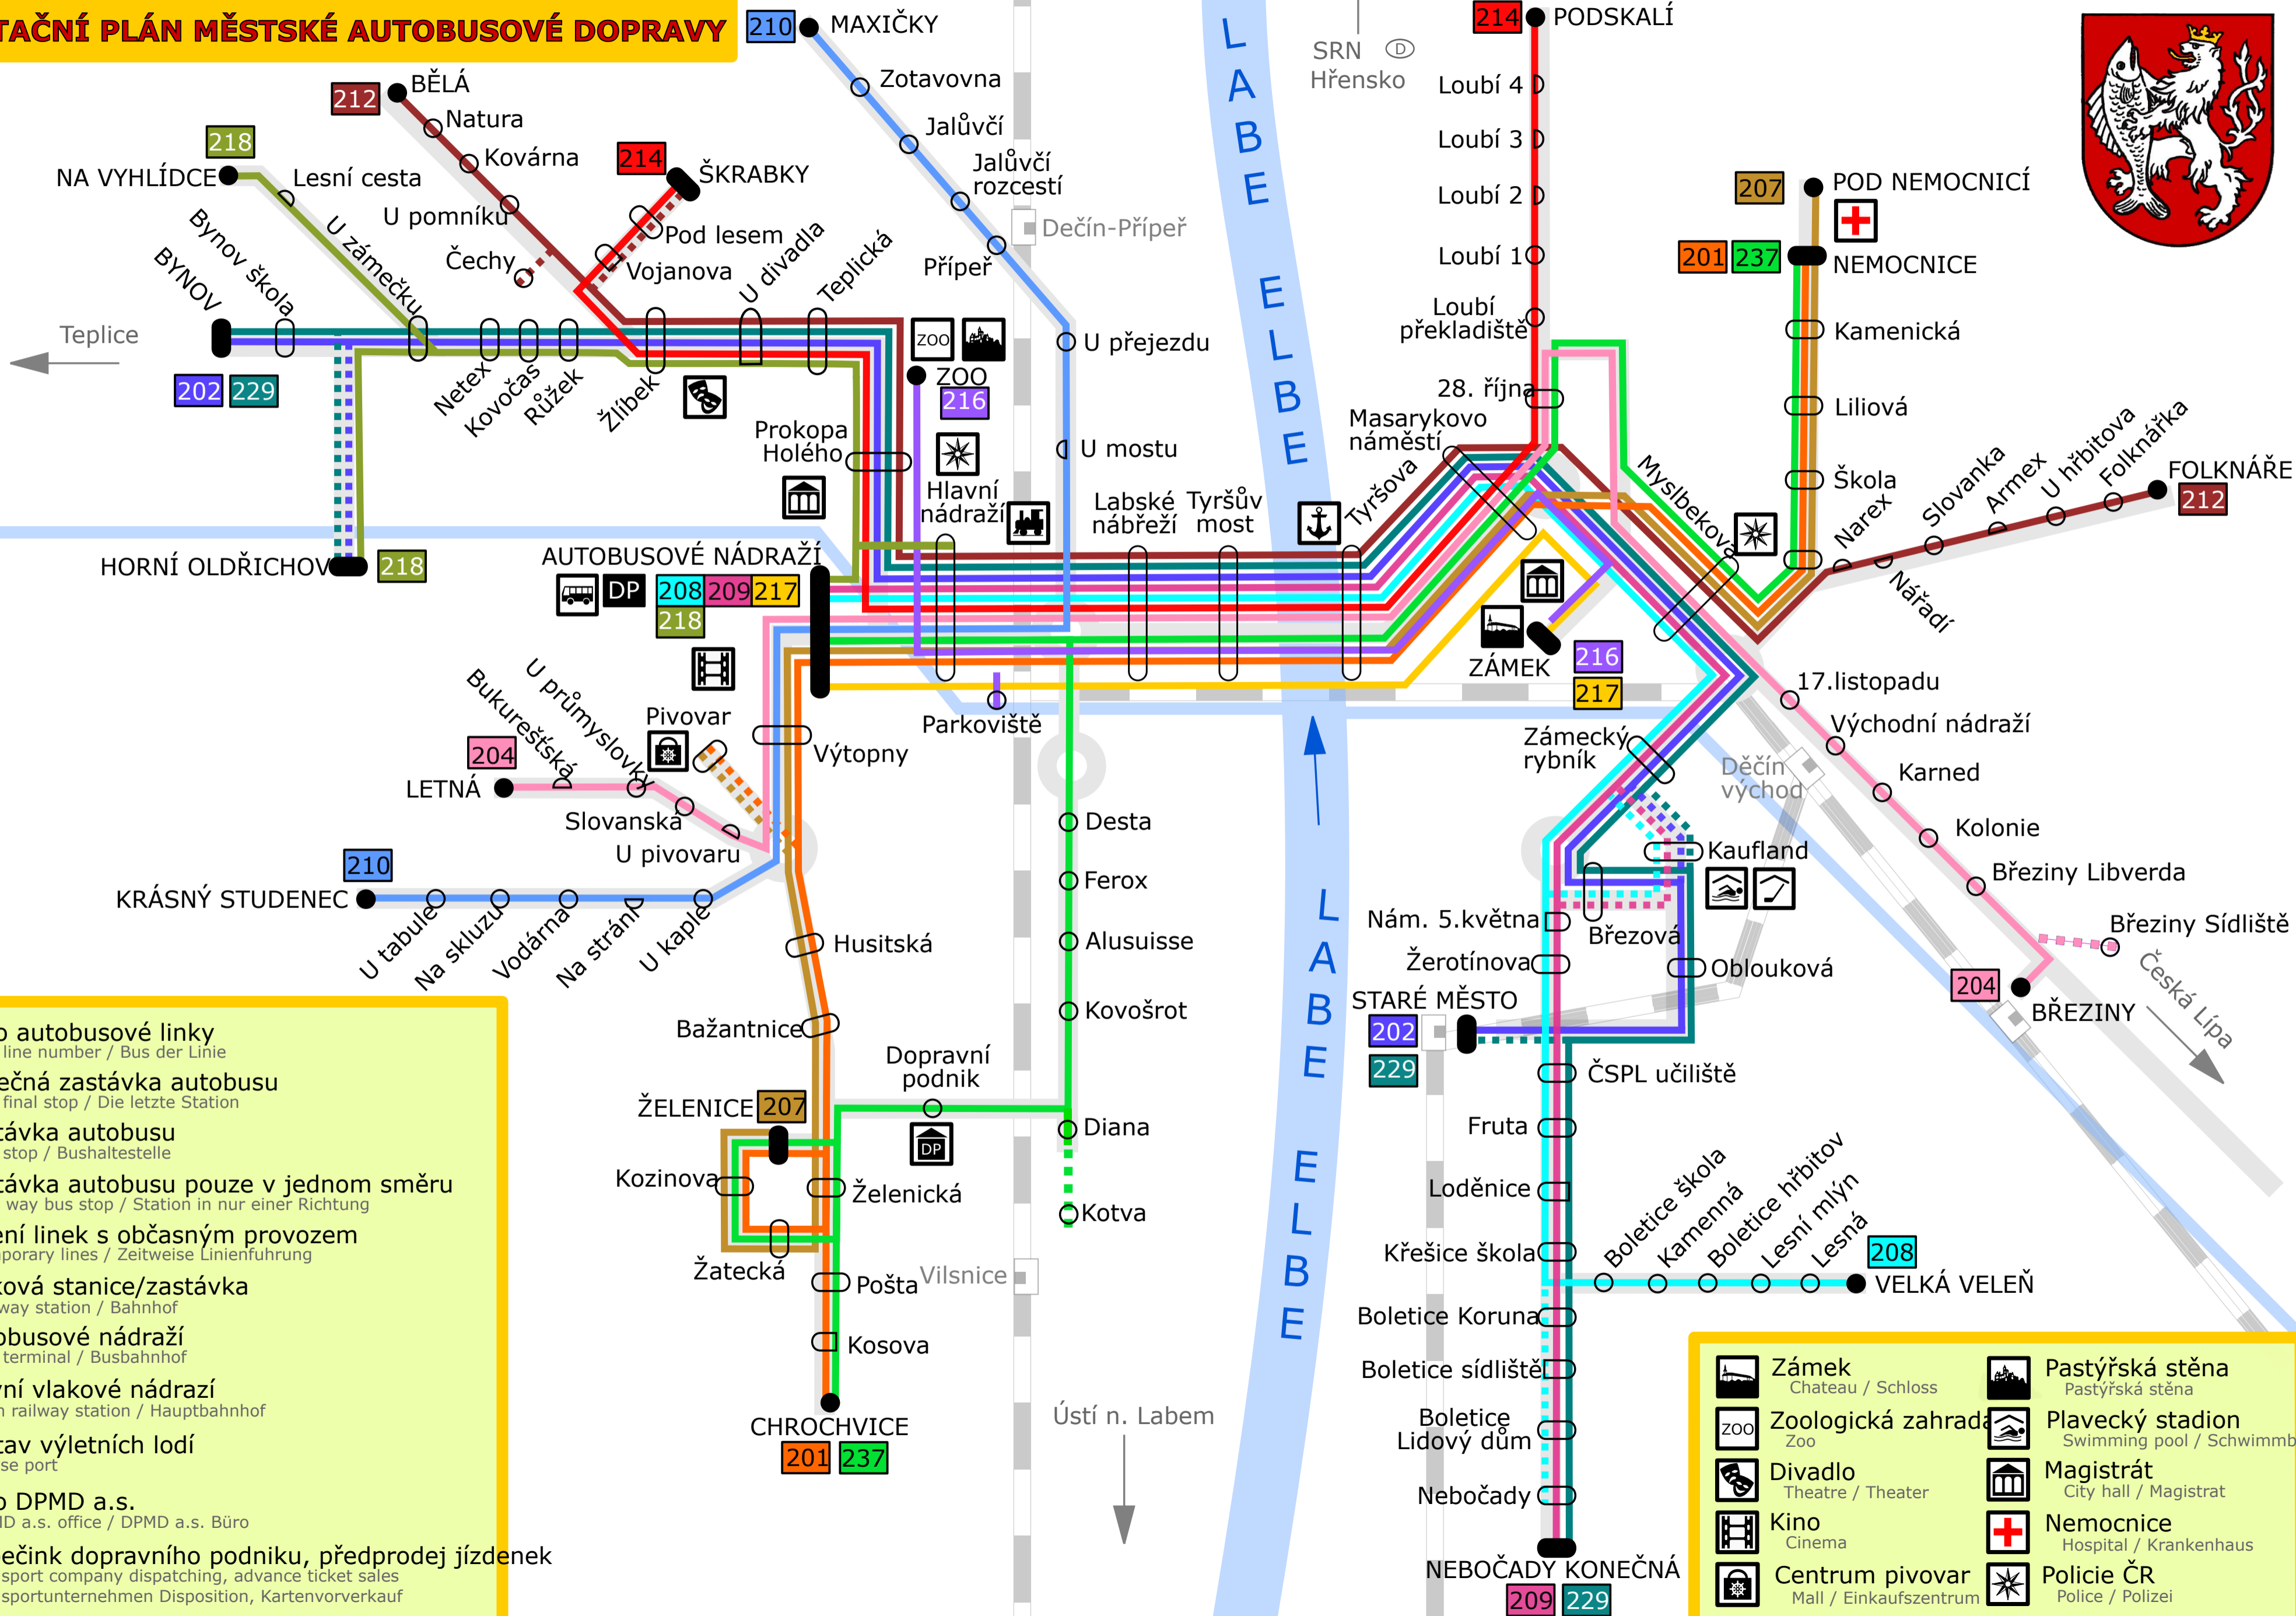 TAČNÍ PLÁN MĚSTSKÉ AUTOBUSOVÉ DOPRAVY
210
MAXIČKY
Zotavovna
Jalůvčí
Jalůvčí
rozcestí
Přípeř
U přejezdu
U mostu
Dečín-Přípeř
212
BĚLÁ
Natura
Kovárna
U pomníku
Čechy
218
NA VYHLÍDCE
Lesní cesta
U zámečku
214
ŠKRABKY
Pod lesem
Vojanova
BYNOV
Bynov škola
Teplice
202
229
Netex
Kovočas
Růžek
Žlíbek
U divadla
Teplická
ZOO
ZOO
216
Prokopa
Holého
Hlavní
nádraží
HORNÍ OLDŘICHOV
218
AUTOBUSOVÉ NÁDRAŽÍ
DP
208
209
217
218
Labské
nábřeží
Tyršův
most
Tyršova
LABE
ELBE
LABE
ELBE
SRN
D
Hřensko
214
PODSKALÍ
Loubí 4
Loubí 3
Loubí 2
Loubí 1
Loubí
překladiště
28. října
Masarykovo
náměstí
Myslbekova
207
POD NEMOCNICÍ
201
237
NEMOCNICE
Kamenická
Liliová
Škola
Narex
Nářadí
Slovanka
Armex
U hřbitova
Folknářka
FOLKNÁŘE
212
ZÁMEK
216
217
Parkoviště
Pivovar
Výtopny
204
LETNÁ
Bukurešťská
U průmyslovky
Slovanská
U pivovaru
210
KRÁSNÝ STUDENEC
U tabule
Na skluzu
Vodárna
Na stráni
U kaple
Husitská
Bažantnice
ŽELENICE
207
Kozinova
Želenická
Žatecká
Pošta
Kosova
CHROCHVICE
201
237
Dopravní
podnik
DP
Desta
Ferox
Alusuisse
Kovošrot
Diana
Kotva
Vilsnice
Ústí n. Labem
Zámecký
rybník
Děčín
východ
17.listopadu
Východní nádraží
Karned
Kolonie
Březiny Libverda
Březiny Sídliště
204
BŘEZINY
Česká Lípa
Kaufland
Březová
Oblouková
Nám. 5.května
Žerotínova
STARÉ MĚSTO
202
229
ČSPL učiliště
Fruta
Loděnice
Křešice škola
Boletice Koruna
Boletice sídliště
Boletice
Lidový dům
Nebočady
NEBOČADY KONEČNÁ
209
229
Boletice škola
Kamenná
Boletice hřbitov
Lesní mlýn
Lesná
208
VELKÁ VELEŇ
o autobusové linky
line number / Bus der Linie
ečná zastávka autobusu
final stop / Die letzte Station
távka autobusu
stop / Bushaltestelle
távka autobusu pouze v jednom směru
way bus stop / Station in nur einer Richtung
ení linek s občasným provozem
porary lines / Zeitweise Linienfuhrung
ková stanice/zastávka
way station / Bahnhof
obusové nádraží
terminal / Busbahnhof
vní vlakové nádrazí
n railway station / Hauptbahnhof
tav výletních lodí
se port
o DPMD a.s.
MD a.s. office / DPMD a.s. Büro
pečink dopravního podniku, předprodej jízdenek
sport company dispatching, advance ticket sales
sportunternehmen Disposition, Kartenvorverkauf
Zámek
Chateau / Schloss
ZOO
Zoologická zahrada
Zoo
Divadlo
Theatre / Theater
Kino
Cinema
Centrum pivovar
Mall / Einkaufszentrum
Pastýřská stěna
Pastýřská stěna
Plavecký stadion
Swimming pool / Schwimmb
Magistrát
City hall / Magistrat
Nemocnice
Hospital / Krankenhaus
Policie ČR
Police / Polizei